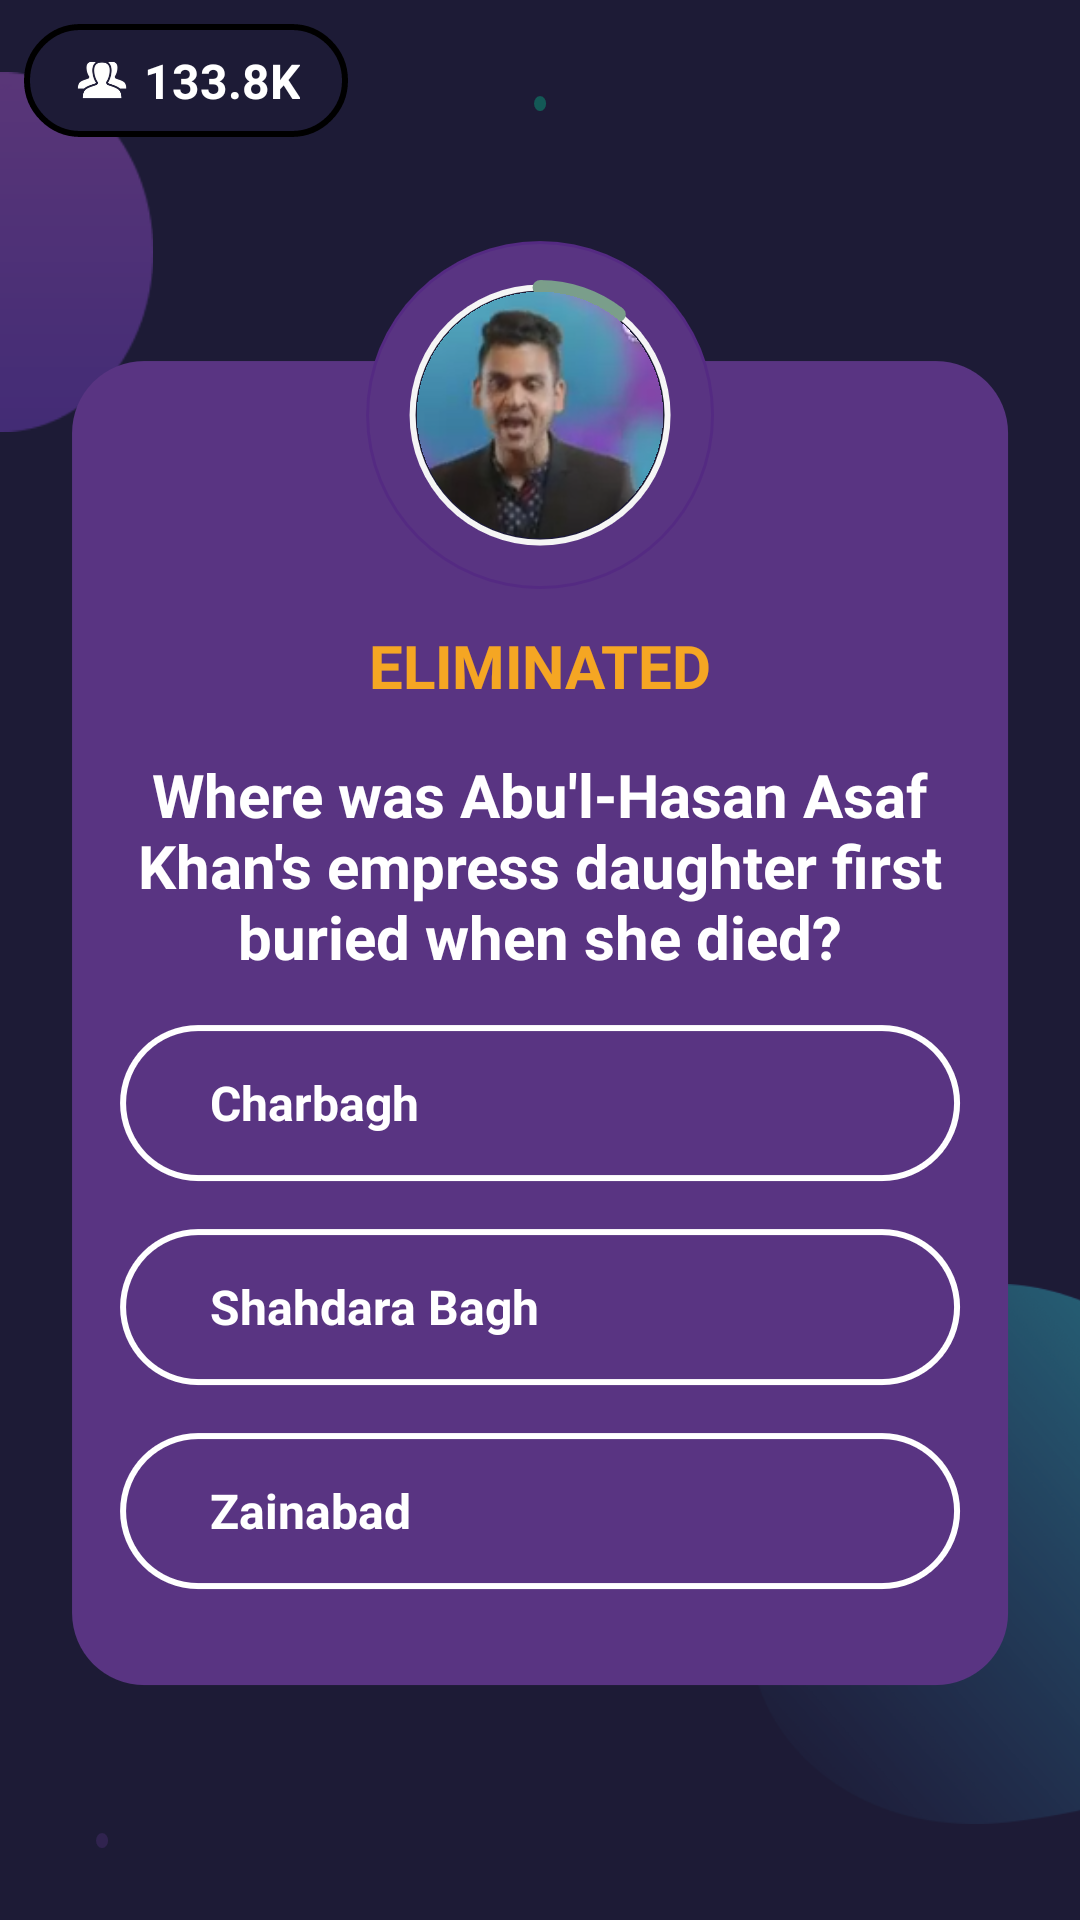 133.8K
ELIMINATED
Where was Abu'l-Hasan Asaf
Khan's empress daughter first
buried when she died?
Charbagh
Shahdara Bagh
Zainabad